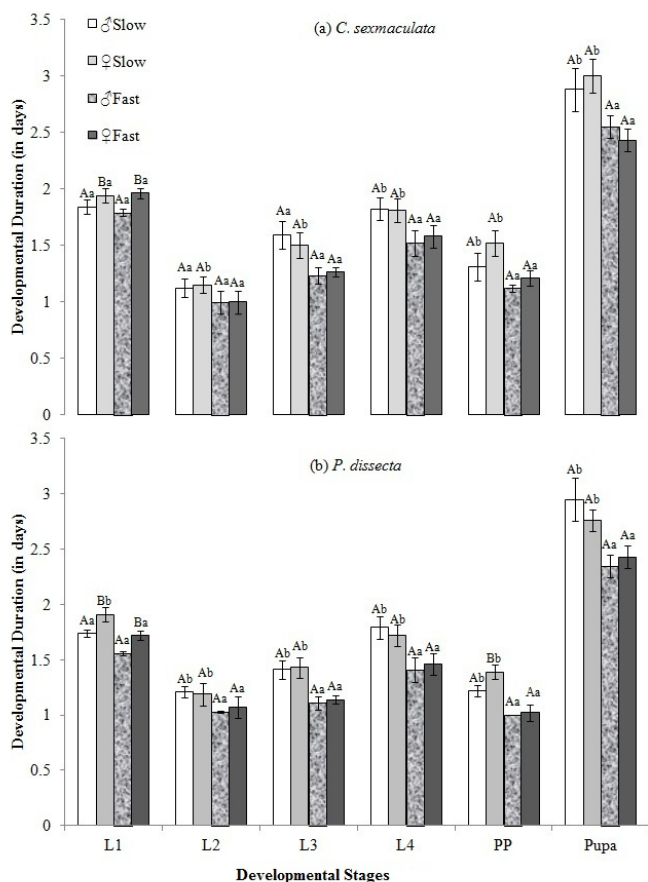 3.5
(a) C. sexmaculata
♂Slow
♀Slow
♂Fast
♀Fast
3
2.5
2
1.5
1
0.5
0
Developmental Duration (in days)
Aa Ba Aa Ba
Aa Ab Aa Aa
Aa Ab Aa Aa
Ab Ab Aa Aa
Ab Ab Aa Aa
Ab Ab Aa Aa
3.5
(b) P. dissecta
3
2.5
2
1.5
1
0.5
0
Developmental Duration (in days)
Aa Bb Aa Ba
Ab Ab Aa Aa
Ab Ab Aa Aa
Ab Ab Aa Aa
Ab Bb Aa Aa
Ab Ab Aa Aa
L1 L2 L3 L4 PP Pupa
Developmental Stages